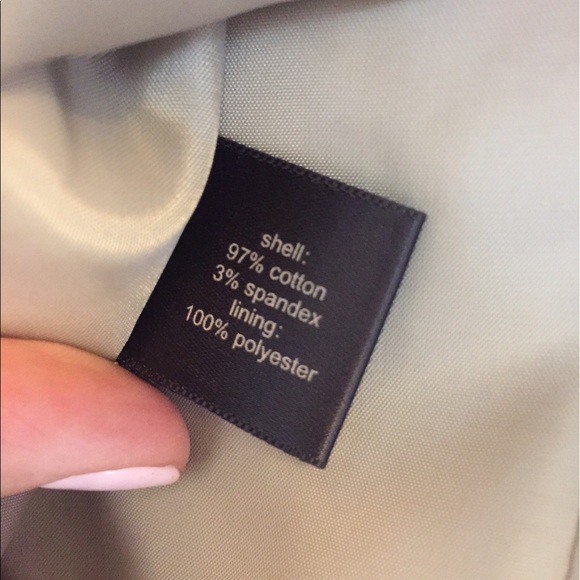 shell:
97% cotton
3% spandex
lining:
100% polyester